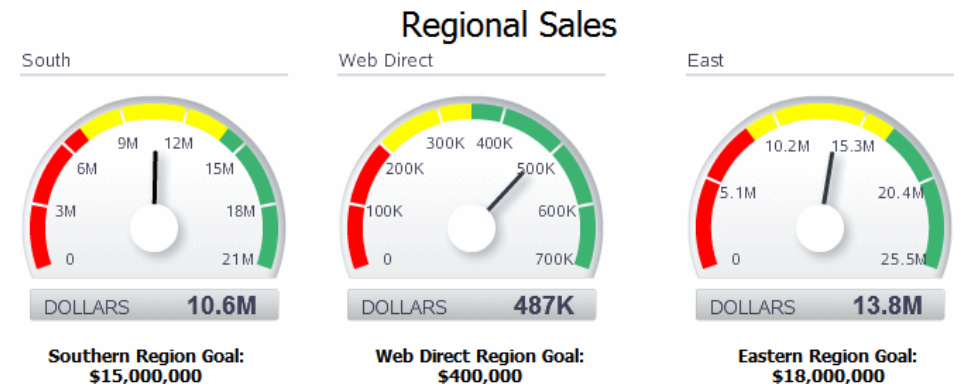 Regional Sales
South
Web Direct
East
9M 12M
6M 15M
3M 18M
0 21M
300K 400K
200K 500K
100K 600K
0 700K
10.2M 15.3M
5.1M 20.4M
0 25.5M
DOLLARS 10.6M
DOLLARS 487K
DOLLARS 13.8M
Southern Region Goal:
$15,000,000
Web Direct Region Goal:
$400,000
Eastern Region Goal:
$18,000,000